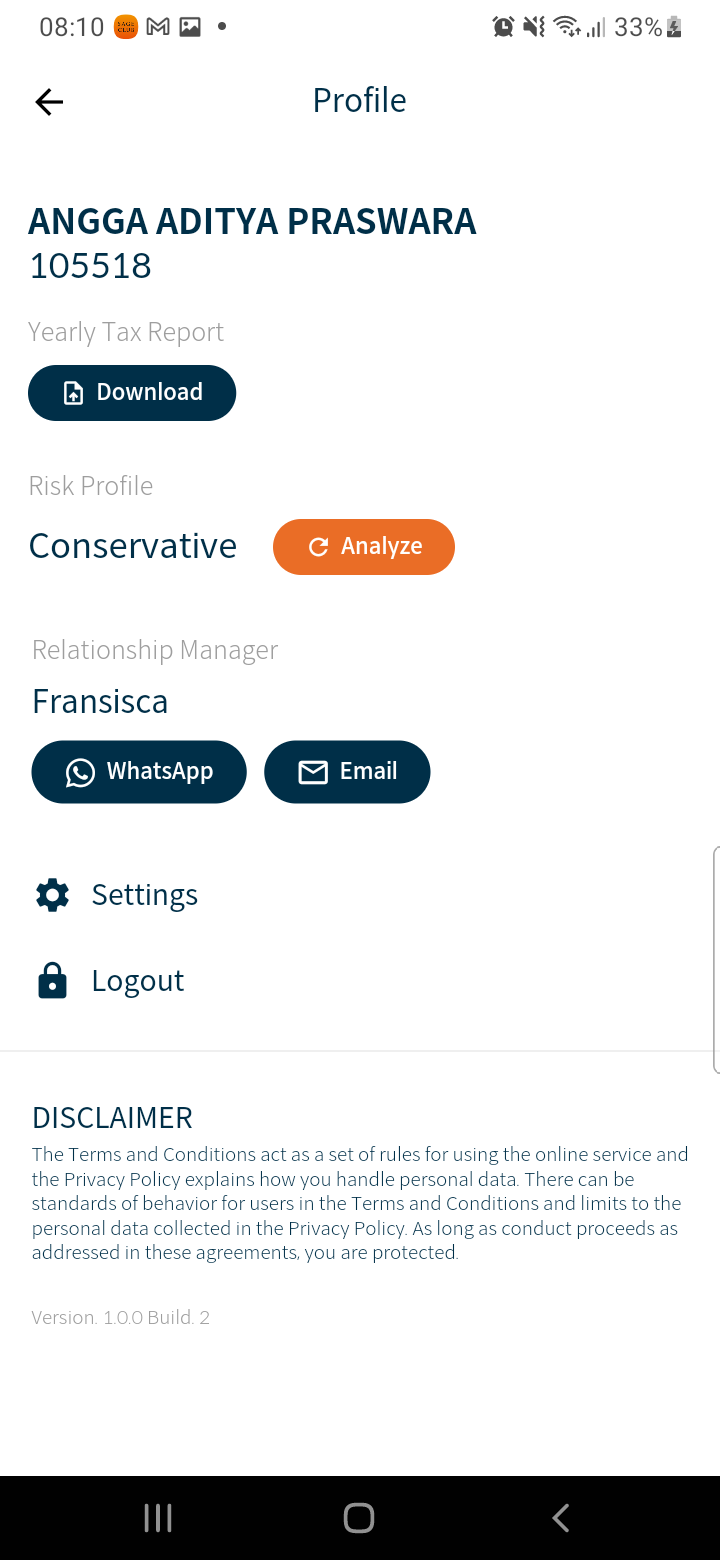 08:10
SAGE
CLUB
33%
Profile
ANGGA ADITYA PRASWARA
105518
Yearly Tax Report
Download
Risk Profile
Conservative
Analyze
Relationship Manager
Fransisca
WhatsApp
Email
Settings
Logout
DISCLAIMER
The Terms and Conditions act as a set of rules for using the online service and
the Privacy Policy explains how you handle personal data. There can be
standards of behavior for users in the Terms and Conditions and limits to the
personal data collected in the Privacy Policy. As long as conduct proceeds as
addressed in these agreements, you are protected.
Version. 1.0.0 Build. 2